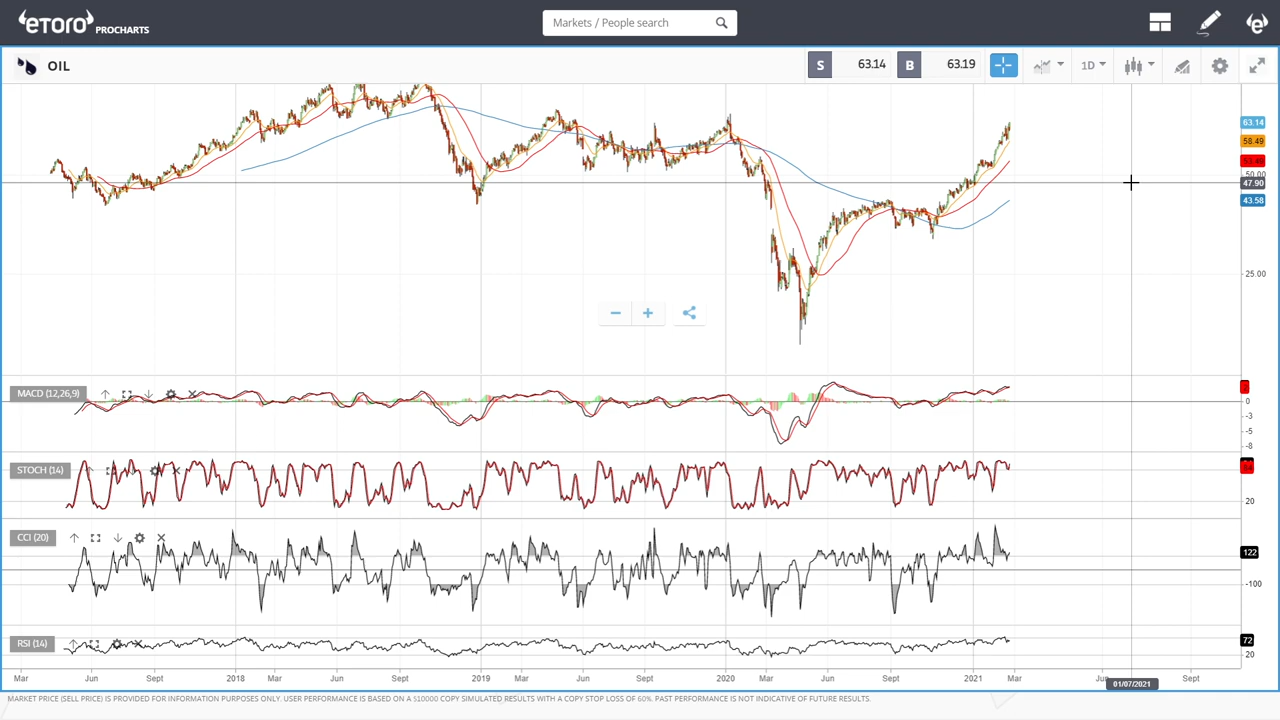 eTORO PROCHARTS
Markets / People search
OIL
S 63.14 B 63.19
1D
63.14
58.49
50.00
47.90
43.58
25.00
MACD (12,26,9)
0
-3
-5
-8
STOCH (14)
84
20
CCI (20)
122
-100
RSI (14)
72
20
Mar Jun Sept 2018 Mar Jun Sept 2019 Mar Jun Sept 2020 Mar Jun Sept 2021 Mar Jun Sept
01/07/2021
MARKET PRICE (SELL PRICE) IS PROVIDED FOR INFORMATION PURPOSES ONLY. USER PERFORMANCE IS BASED ON A $10000 COPY SIMULATED RESULTS WITH A COPY STOP LOSS OF 60%. PAST PERFORMANCE IS NOT INDICATIVE OF FUTURE RESULTS.